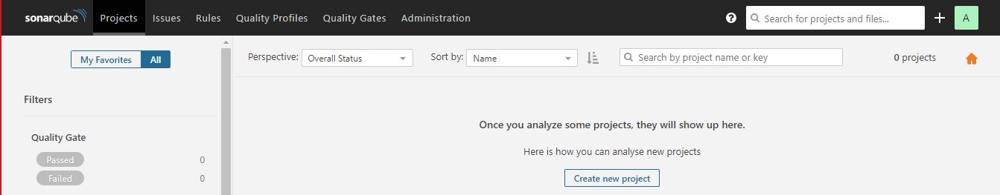 sonarqube Projects Issues Rules Quality Profiles Quality Gates Administration ? Search for projects and files... + A
My Favorites All Perspective: Overall Status Sort by: Name Search by project name or key 0 projects
Filters
Once you analyze some projects, they will show up here.
Quality Gate
Here is how you can analyse new projects
Passed 0
Failed 0 Create new project